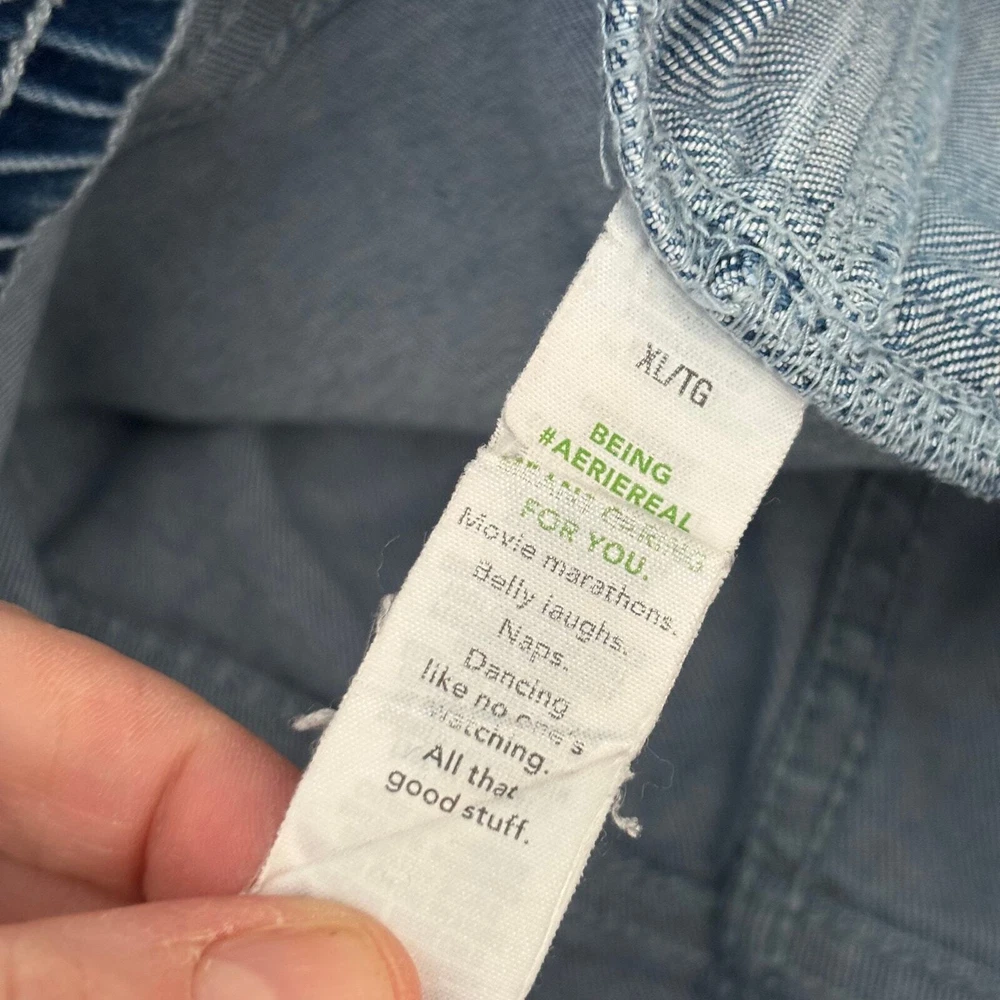 XL/TG
BEING
#AERIEREAL
FOR YOU.
Movie marathons.
Belly laughs.
Naps.
Dancing
like no one's
watching.
All that
good stuff.